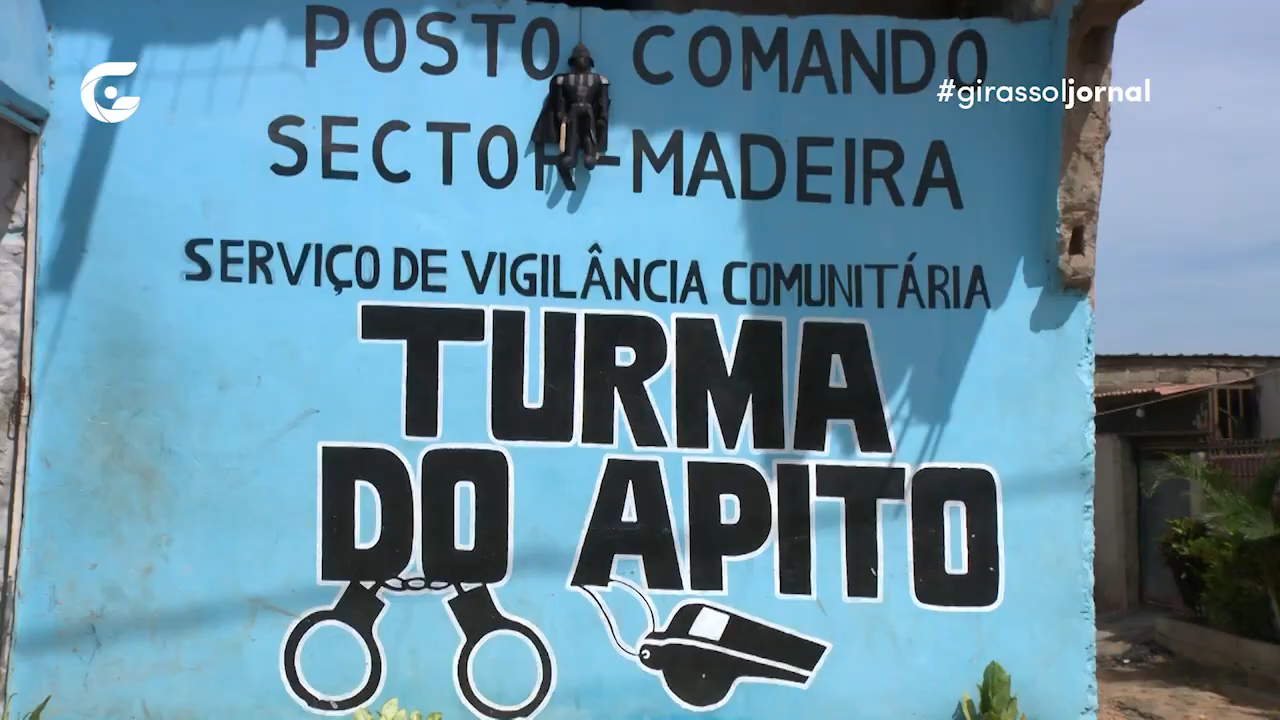 POSTO COMANDO
#girassoljornal
SECTOR-MADEIRA
SERVIÇO DE VIGILÂNCIA COMUNITÁRIA
TURMA
DO APITO